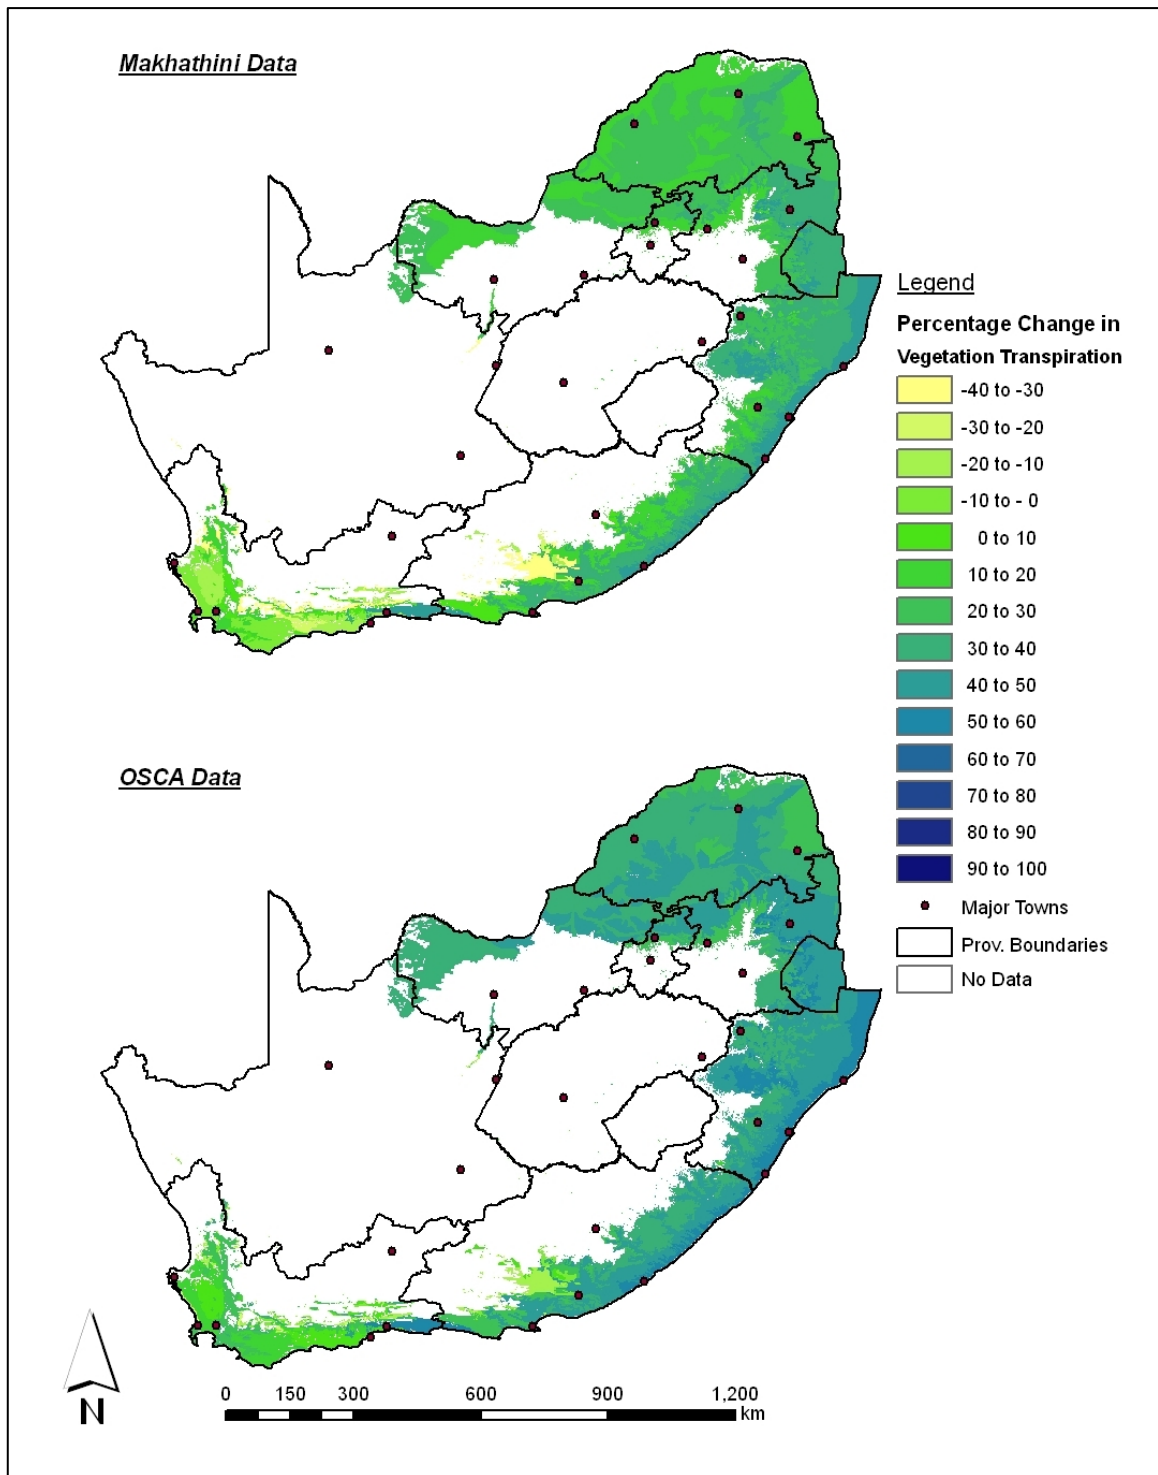 Makhathini Data
Legend
Percentage Change in
Vegetation Transpiration
-40 to -30
-30 to -20
-20 to -10
-10 to - 0
0 to 10
10 to 20
20 to 30
30 to 40
40 to 50
50 to 60
60 to 70
70 to 80
80 to 90
90 to 100
Major Towns
Prov. Boundaries
No Data
OSCA Data
N
0 150 300 600 900 1,200
km